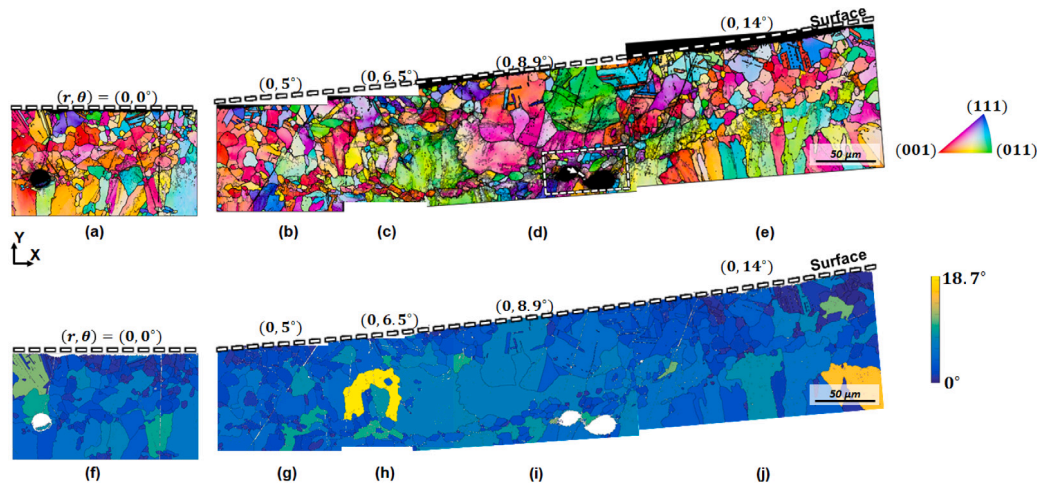 Surface
(0, 14°)
(0, 8.9°)
(0, 6.5°)
(0, 5°)
(r, θ) = (0, 0°)
(111)
(001)
(011)
50 μm
(a)
(b)
(c)
(d)
(e)
Y
X
Surface
(0, 14°)
(0, 8.9°)
(0, 6.5°)
(0, 5°)
(r, θ) = (0, 0°)
18.7°
0°
50 μm
(f)
(g)
(h)
(i)
(j)